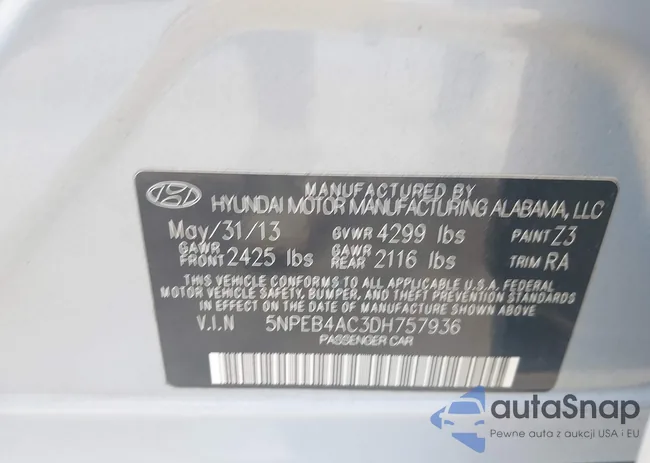 MANUFACTURED BY
HYUNDAI MOTOR MANUFACTURING ALABAMA, LLC
May/31/13 GVWR 4299 lbs PAINT Z3
GAWR FRONT 2425 lbs GAWR REAR 2116 lbs TRIM RA
THIS VEHICLE CONFORMS TO ALL APPLICABLE U.S.A. FEDERAL
MOTOR VEHICLE SAFETY, BUMPER, AND THEFT PREVENTION STANDARDS
IN EFFECT ON THE DATE OF MANUFACTURE SHOWN ABOVE.
V.I.N 5NPEB4AC3DH757936
PASSENGER CAR
autoSnap
Pewne auta z aukcji USA i EU